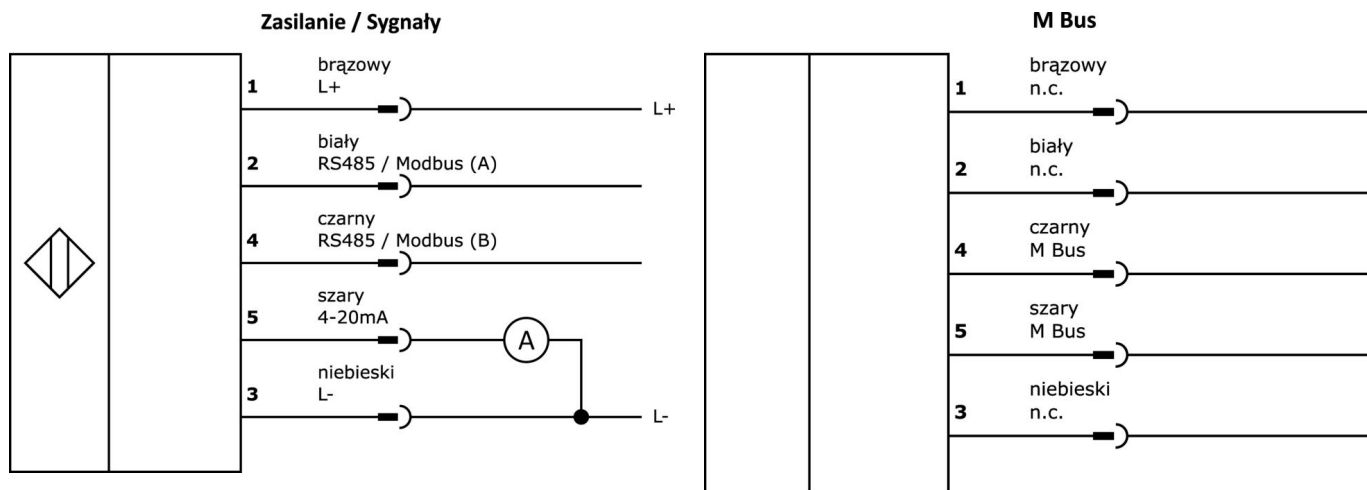 Zasilanie / Sygnały
brązowy
1 L+
L+
biały
2 RS485 / Modbus (A)
czarny
4 RS485 / Modbus (B)
szary
5 4-20mA
A
niebieski
3 L-
L-
M Bus
brązowy
1 n.c.
biały
2 n.c.
czarny
4 M Bus
szary
5 M Bus
niebieski
3 n.c.